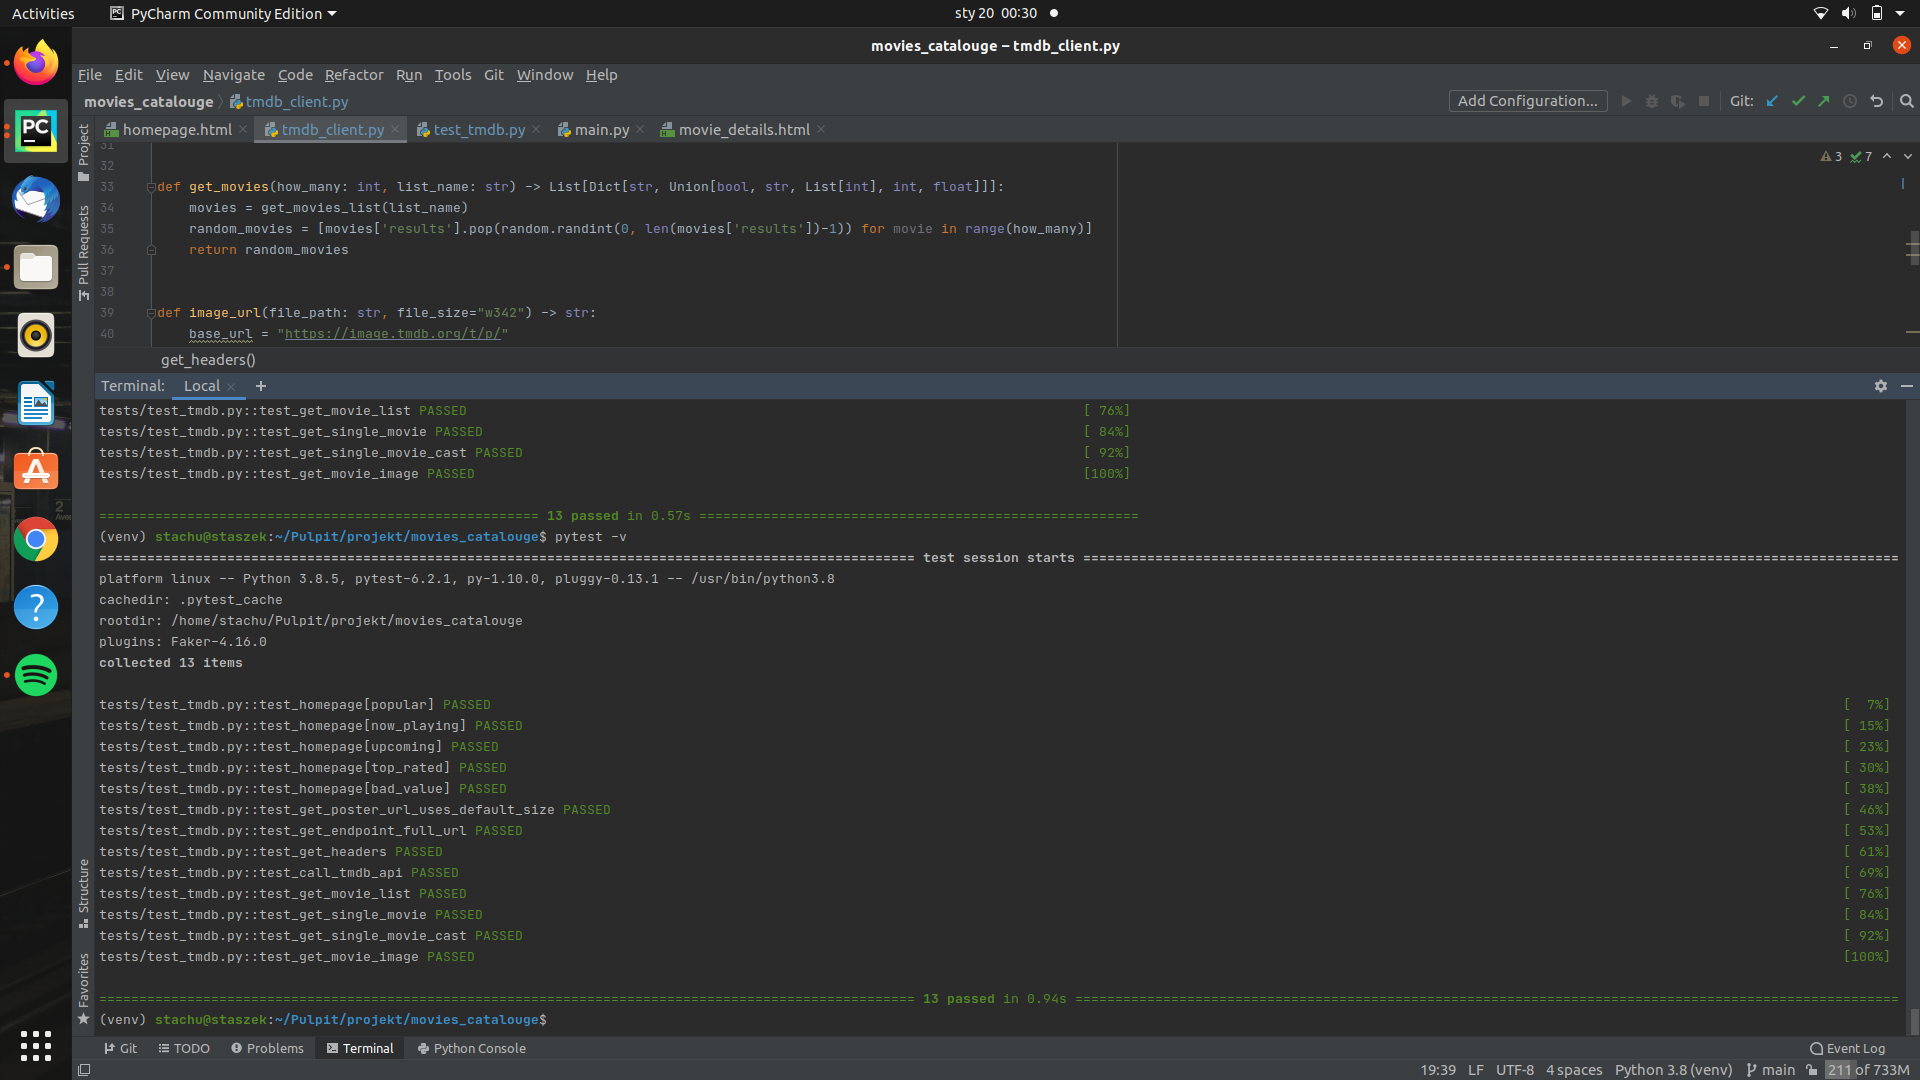 Activities
PyCharm Community Edition
sty 20 00:30
movies_catalouge – tmdb_client.py
File Edit View Navigate Code Refactor Run Tools Git Window Help
movies_catalouge tmdb_client.py
Add Configuration...
Git:
homepage.html
tmdb_client.py
test_tmdb.py
main.py
movie_details.html
Project
Pull Requests
3 7
31
32
33 def get_movies(how_many: int, list_name: str) -> List[Dict[str, Union[bool, str, List[int], int, float]]]:
34 movies = get_movies_list(list_name)
35 random_movies = [movies['results'].pop(random.randint(0, len(movies['results'])-1)) for movie in range(how_many)]
36 return random_movies
37
38
39 def image_url(file_path: str, file_size="w342") -> str:
40 base_url = "https://image.tmdb.org/t/p/"
get_headers()
Terminal: Local
tests/test_tmdb.py::test_get_movie_list PASSED [ 76%]
tests/test_tmdb.py::test_get_single_movie PASSED [ 84%]
tests/test_tmdb.py::test_get_single_movie_cast PASSED [ 92%]
tests/test_tmdb.py::test_get_movie_image PASSED [100%]
======================================================= 13 passed in 0.57s =======================================================
(venv) stachu@staszek:~/Pulpit/projekt/movies_catalouge$ pytest -v
====================================================================================================== test session starts ======================================================================================================
platform linux -- Python 3.8.5, pytest-6.2.1, py-1.10.0, pluggy-0.13.1 -- /usr/bin/python3.8
cachedir: .pytest_cache
rootdir: /home/stachu/Pulpit/projekt/movies_catalouge
plugins: Faker-4.16.0
collected 13 items
tests/test_tmdb.py::test_homepage[popular] PASSED [  7%]
tests/test_tmdb.py::test_homepage[now_playing] PASSED [ 15%]
tests/test_tmdb.py::test_homepage[upcoming] PASSED [ 23%]
tests/test_tmdb.py::test_homepage[top_rated] PASSED [ 30%]
tests/test_tmdb.py::test_homepage[bad_value] PASSED [ 38%]
tests/test_tmdb.py::test_get_poster_url_uses_default_size PASSED [ 46%]
tests/test_tmdb.py::test_get_endpoint_full_url PASSED [ 53%]
tests/test_tmdb.py::test_get_headers PASSED [ 61%]
tests/test_tmdb.py::test_call_tmdb_api PASSED [ 69%]
tests/test_tmdb.py::test_get_movie_list PASSED [ 76%]
tests/test_tmdb.py::test_get_single_movie PASSED [ 84%]
tests/test_tmdb.py::test_get_single_movie_cast PASSED [ 92%]
tests/test_tmdb.py::test_get_movie_image PASSED [100%]
====================================================================================================== 13 passed in 0.94s =======================================================================================================
(venv) stachu@staszek:~/Pulpit/projekt/movies_catalouge$
Structure
Favorites
Git TODO Problems Terminal Python Console
Event Log
19:39 LF UTF-8 4 spaces Python 3.8 (venv) main 211 of 733M